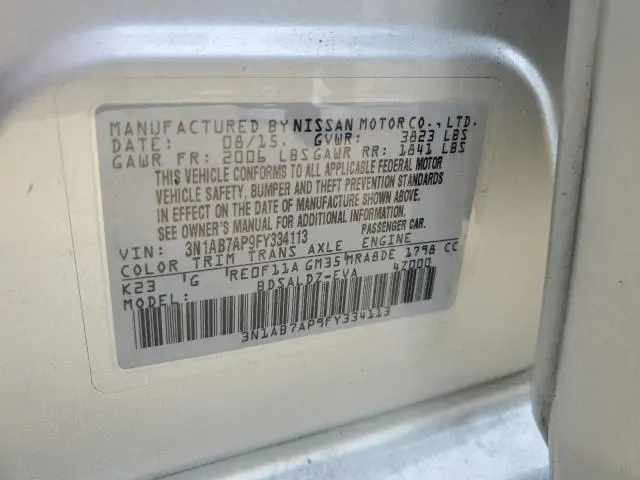 MANUFACTURED BY NISSAN MOTOR CO., LTD.
DATE: 08/15. GVWR: 3823 LBS
GAWR FR: 2006 LBS GAWR RR: 1841 LBS
THIS VEHICLE CONFORMS TO ALL APPLICABLE FEDERAL MOTOR
VEHICLE SAFETY, BUMPER AND THEFT PREVENTION STANDARDS
IN EFFECT ON THE DATE OF MANUFACTURE SHOWN ABOVE.
SEE OWNER'S MANUAL FOR ADDITIONAL INFORMATION.
VIN: 3N1AB7AP9FY334113 PASSENGER CAR.
COLOR TRIM TRANS AXLE ENGINE
K23 G RE0F11A GM35 MRA8DE 1798 CC
MODEL: BDSALDZ-EVA 4Z000
3N1AB7AP9FY334113